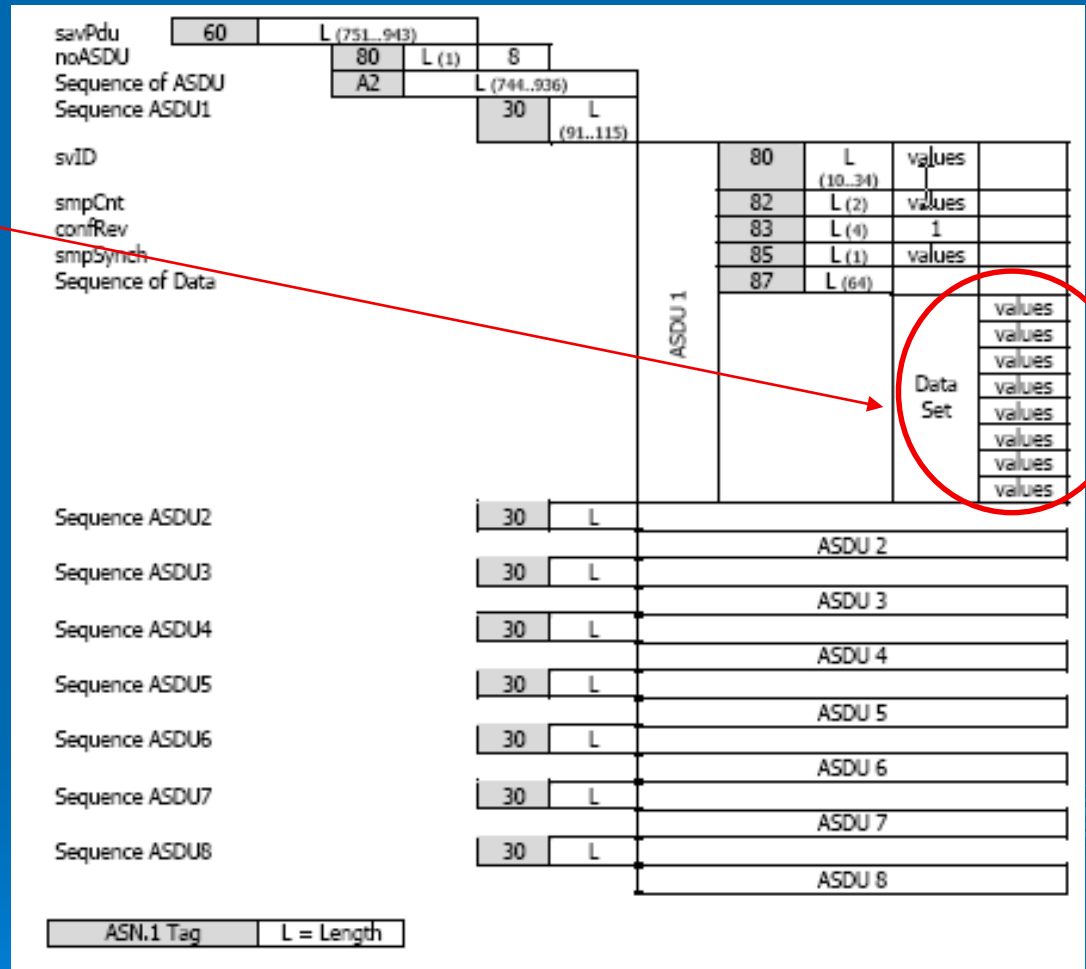 savPdu 60 L (751...943)
noASDU 80 L (1) 8
Sequence of ASDU A2 L (744..936)
Sequence ASDU1 30 L
(91..115)
svID 80 L values
(10..34)
smpCnt 82 L (2) values
confRev 83 L (4) 1
smpSynch 85 L (1) values
Sequence of Data 87 L (64)
ASDU 1
values
values
values
Data values
Set values
values
values
values
Sequence ASDU2 30 L
ASDU 2
Sequence ASDU3 30 L
ASDU 3
Sequence ASDU4 30 L
ASDU 4
Sequence ASDU5 30 L
ASDU 5
Sequence ASDU6 30 L
ASDU 6
Sequence ASDU7 30 L
ASDU 7
Sequence ASDU8 30 L
ASDU 8
ASN.1 Tag L = Length